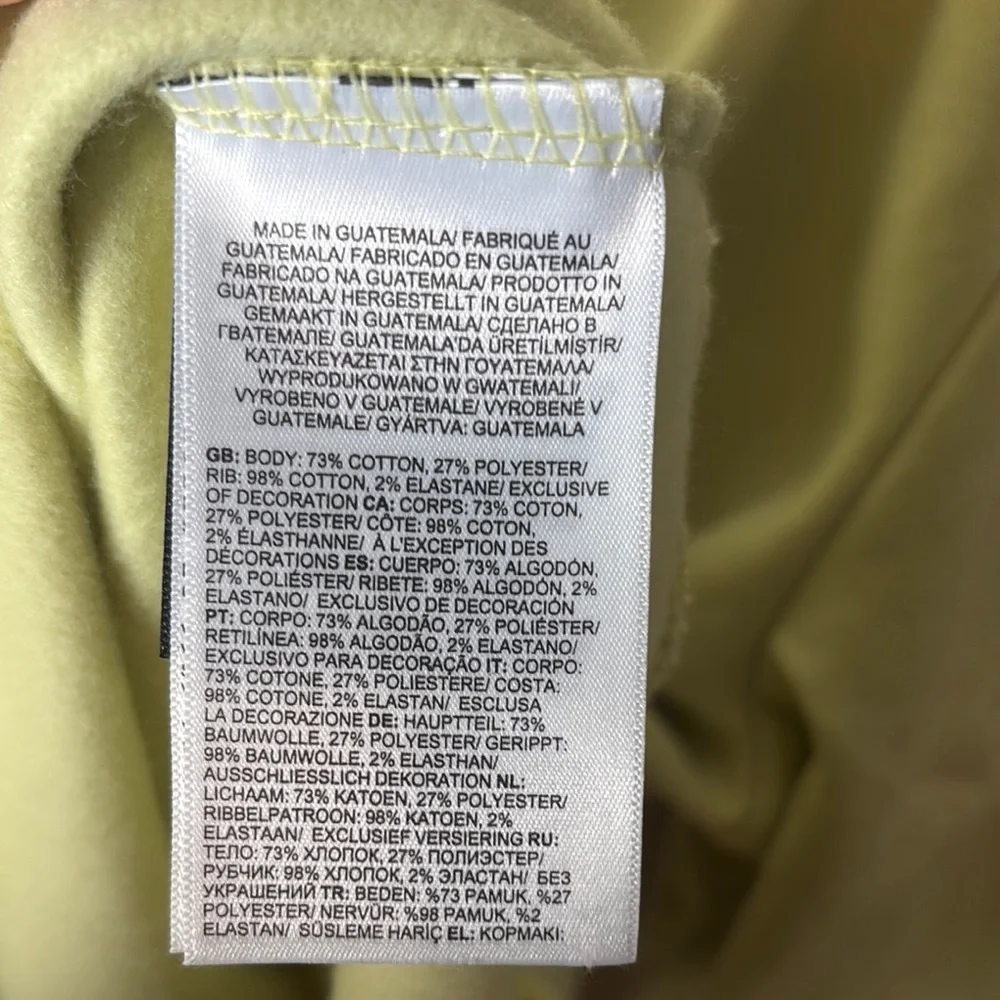 MADE IN GUATEMALA/ FABRIQUÉ AU
GUATEMALA/ FABRICADO EN GUATEMALA/
FABRICADO NA GUATEMALA/ PRODOTTO IN
GUATEMALA/ HERGESTELLT IN GUATEMALA/
GEMAAKT IN GUATEMALA/ СДЕЛАНО В
ГВАТЕМАЛЕ/ GUATEMALA'DA ÜRETİLMİŞTİR/
ΚΑΤΑΣΚΕΥΑΖΕΤΑΙ ΣΤΗΝ ΓΟΥΑΤΕΜΑΛΑ/
WYPRODUKOWANO W GWATEMALI/
VYROBENO V GUATEMALE/ VYROBENÉ V
GUATEMALE/ GYÁRTVA: GUATEMALA
GB: BODY: 73% COTTON, 27% POLYESTER/
RIB: 98% COTTON, 2% ELASTANE/ EXCLUSIVE
OF DECORATION CA: CORPS: 73% COTON,
27% POLYESTER/ CÔTE: 98% COTON,
2% ÉLASTHANNE/ À L'EXCEPTION DES
DÉCORATIONS ES: CUERPO: 73% ALGODÓN,
27% POLIÉSTER/ RIBETE: 98% ALGODÓN, 2%
ELASTANO/ EXCLUSIVO DE DECORACIÓN
PT: CORPO: 73% ALGODÃO, 27% POLIÉSTER/
RETILÍNEA: 98% ALGODÃO, 2% ELASTANO/
EXCLUSIVO PARA DECORAÇÃO IT: CORPO:
73% COTONE, 27% POLIESTERE/ COSTA:
98% COTONE, 2% ELASTAN/ ESCLUSA
LA DECORAZIONE DE: HAUPTTEIL: 73%
BAUMWOLLE, 27% POLYESTER/ GERIPPT:
98% BAUMWOLLE, 2% ELASTHAN/
AUSSCHLIESSLICH DEKORATION NL:
LICHAAM: 73% KATOEN, 27% POLYESTER/
RIBBELPATROON: 98% KATOEN, 2%
ELASTAAN/ EXCLUSIEF VERSIERING RU:
ТЕЛО: 73% ХЛОПОК, 27% ПОЛИЭСТЕР/
РУБЧИК: 98% ХЛОПОК, 2% ЭЛАСТАН/ БЕЗ
УКРАШЕНИЙ TR: BEDEN: %73 PAMUK, %27
POLYESTER/ NERVÜR: %98 PAMUK, %2
ELASTAN/ SÜSLEME HARİÇ EL: ΚΟΡΜΑΚΙ: